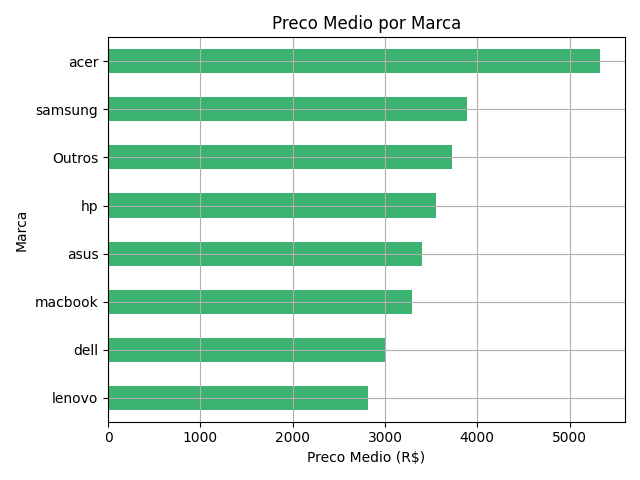 Preco Medio por Marca
Marca
acer
samsung
Outros
hp
asus
macbook
dell
lenovo
0 1000 2000 3000 4000 5000
Preco Medio (R$)